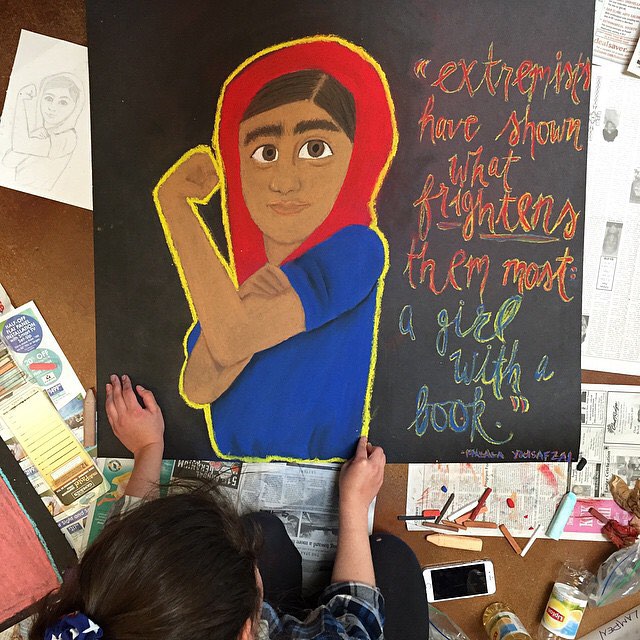 "extremists
have shown
what
frightens
them most:
a girl
with a
book."
-MALALA YOUSAFZAI